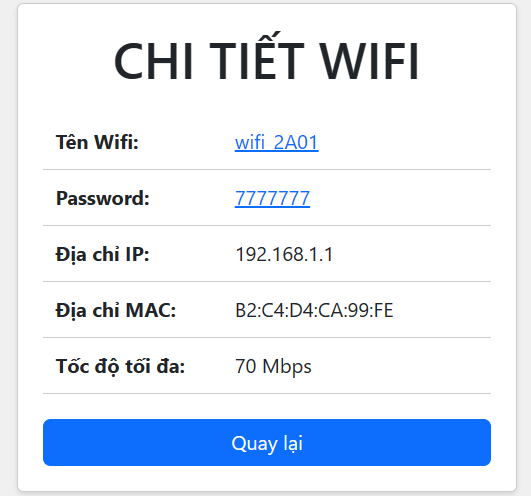 CHI TIẾT WIFI
Tên Wifi: wifi_2A01
Password: 7777777
Địa chỉ IP: 192.168.1.1
Địa chỉ MAC: B2:C4:D4:CA:99:FE
Tốc độ tối đa: 70 Mbps
Quay lại